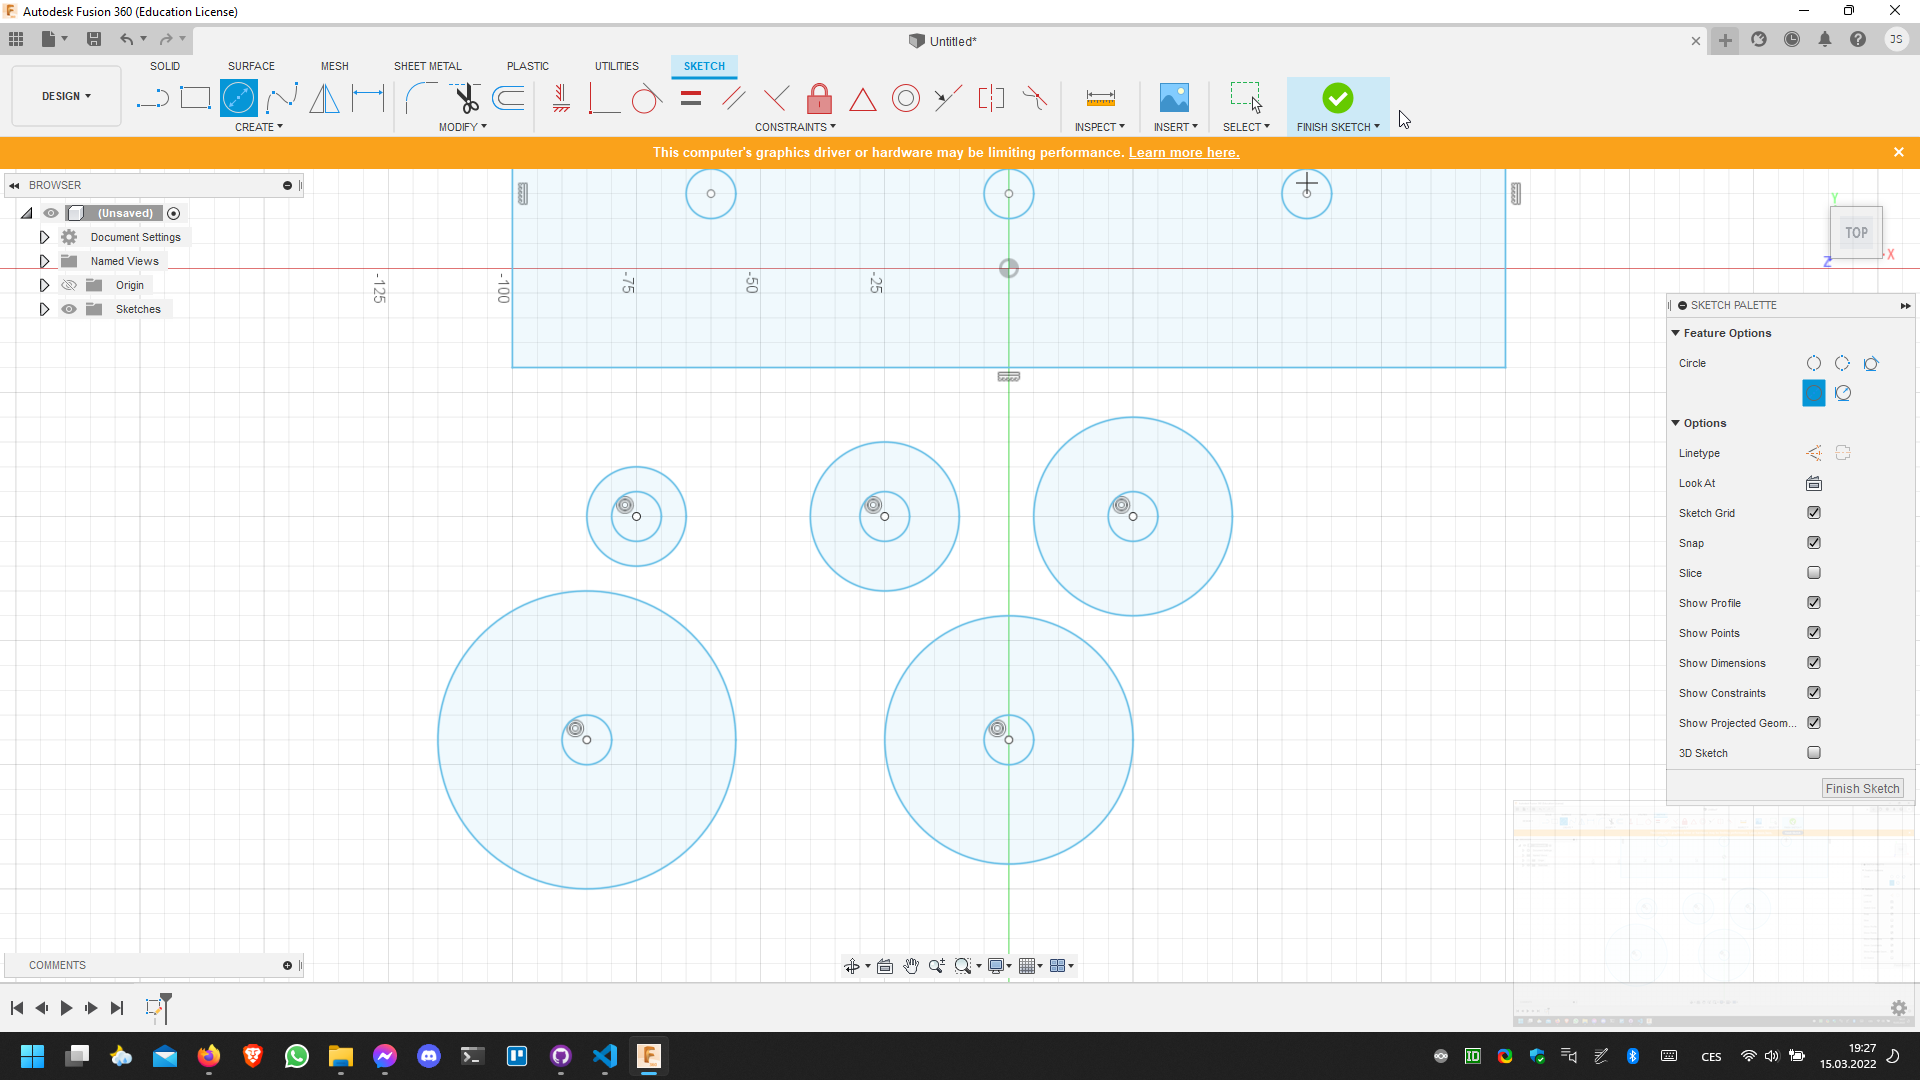 Autodesk Fusion 360 (Education License)
Untitled*
JS
SOLID
SURFACE
MESH
SHEET METAL
PLASTIC
UTILITIES
SKETCH
DESIGN
CREATE
MODIFY
CONSTRAINTS
INSPECT
INSERT
SELECT
FINISH SKETCH
This computer's graphics driver or hardware may be limiting performance. Learn more here.
BROWSER
(Unsaved)
Document Settings
Named Views
Origin
Sketches
-125
-100
-75
-50
-25
Y
TOP
X
Z
SKETCH PALETTE
Feature Options
Circle
Options
Linetype
Look At
Sketch Grid
Snap
Slice
Show Profile
Show Points
Show Dimensions
Show Constraints
Show Projected Geom...
3D Sketch
Finish Sketch
COMMENTS
CES
19:27
15.03.2022